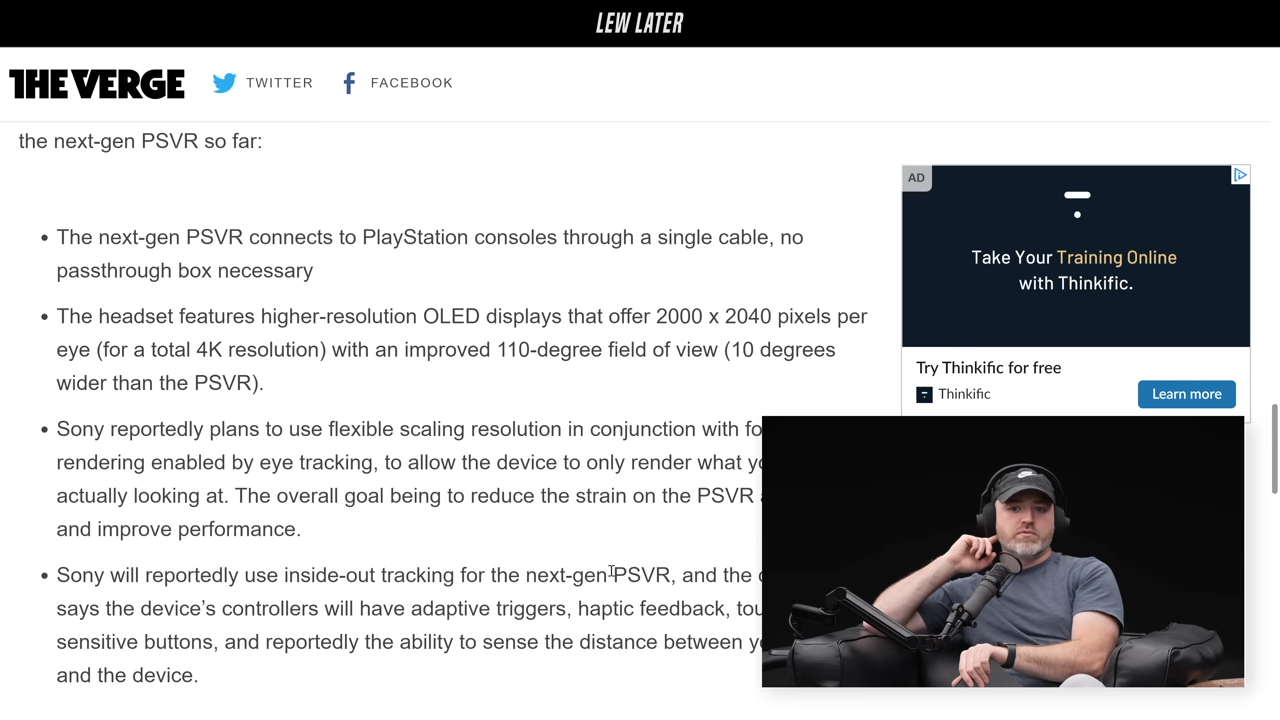 LEW LATER
THE VERGE
TWITTER
FACEBOOK
the next-gen PSVR so far:
• The next-gen PSVR connects to PlayStation consoles through a single cable, no
passthrough box necessary
• The headset features higher-resolution OLED displays that offer 2000 x 2040 pixels per
eye (for a total 4K resolution) with an improved 110-degree field of view (10 degrees
wider than the PSVR).
• Sony reportedly plans to use flexible scaling resolution in conjunction with
rendering enabled by eye tracking, to allow the device to only render what
actually looking at. The overall goal being to reduce the strain on the PSVR
and improve performance.
• Sony will reportedly use inside-out tracking for the next-gen PSVR, and the
says the device’s controllers will have adaptive triggers, haptic feedback,
sensitive buttons, and reportedly the ability to sense the distance between
and the device.
AD
Take Your Training Online
with Thinkific.
Try Thinkific for free
Thinkific
Learn more